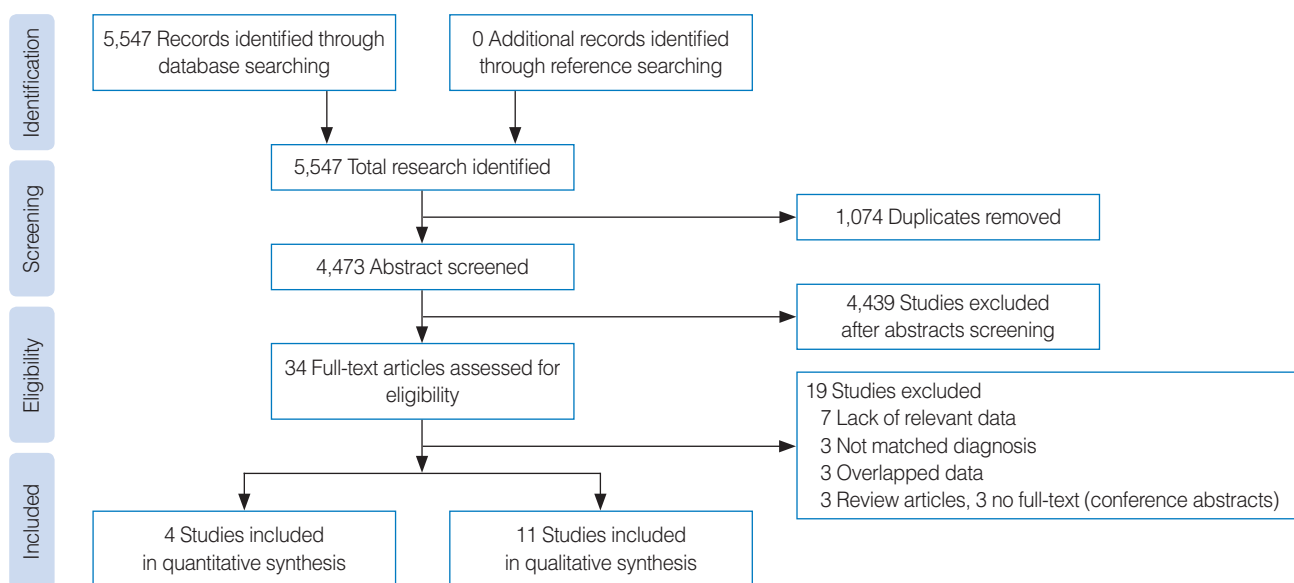 Identification
5,547 Records identified through
database searching
0 Additional records identified
through reference searching
5,547 Total research identified
Screening
1,074 Duplicates removed
4,473 Abstract screened
4,439 Studies excluded
after abstracts screening
Eligibility
34 Full-text articles assessed for
eligibility
19 Studies excluded
7 Lack of relevant data
3 Not matched diagnosis
3 Overlapped data
3 Review articles, 3 no full-text (conference abstracts)
Included
4 Studies included
in quantitative synthesis
11 Studies included
in qualitative synthesis